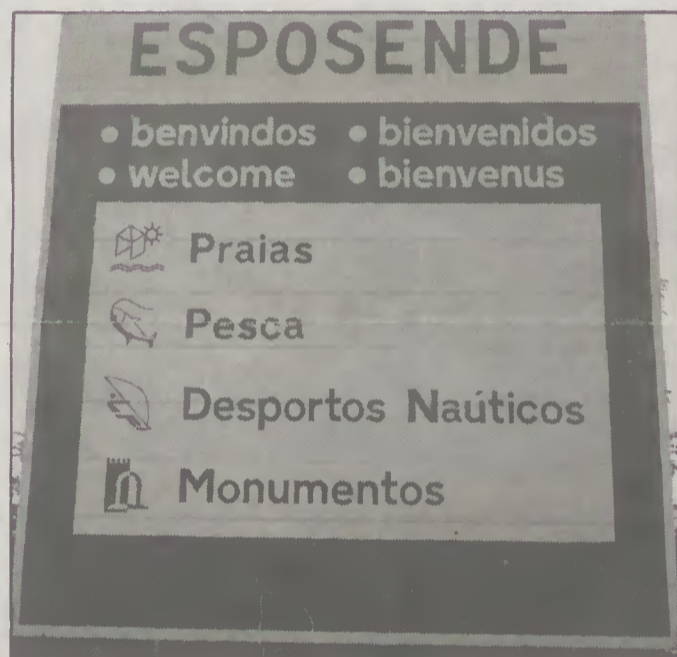 ESPOSENDE
• benvindos • bienvenidos
• welcome • bienvenus
Praias
Pesca
Desportos Naúticos
Monumentos